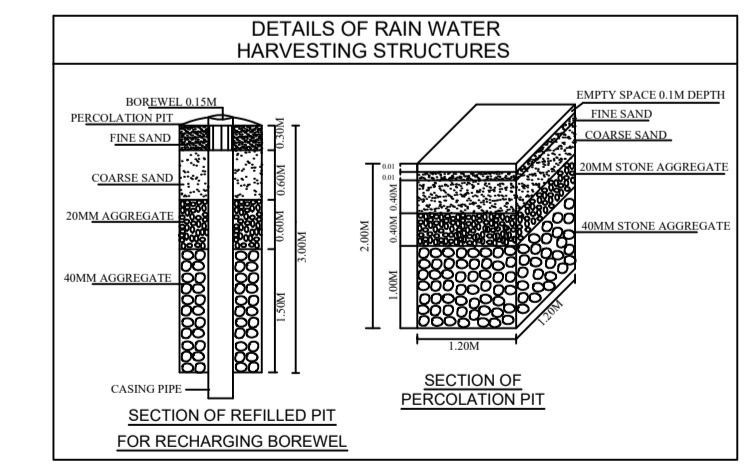 DETAILS OF RAIN WATER
HARVESTING STRUCTURES
BOREWEL 0.15M
PERCOLATION PIT
FINE SAND
COARSE SAND
20MM AGGREGATE
40MM AGGREGATE
CASING PIPE
0.30M
0.60M
0.60M
1.50M
3.00M
SECTION OF REFILLED PIT
FOR RECHARGING BOREWEL
EMPTY SPACE 0.1M DEPTH
FINE SAND
COARSE SAND
20MM STONE AGGREGATE
40MM STONE AGGREGATE
0.01
0.01
0.40M
0.40M
1.00M
2.00M
1.20M
1.20M
SECTION OF
PERCOLATION PIT